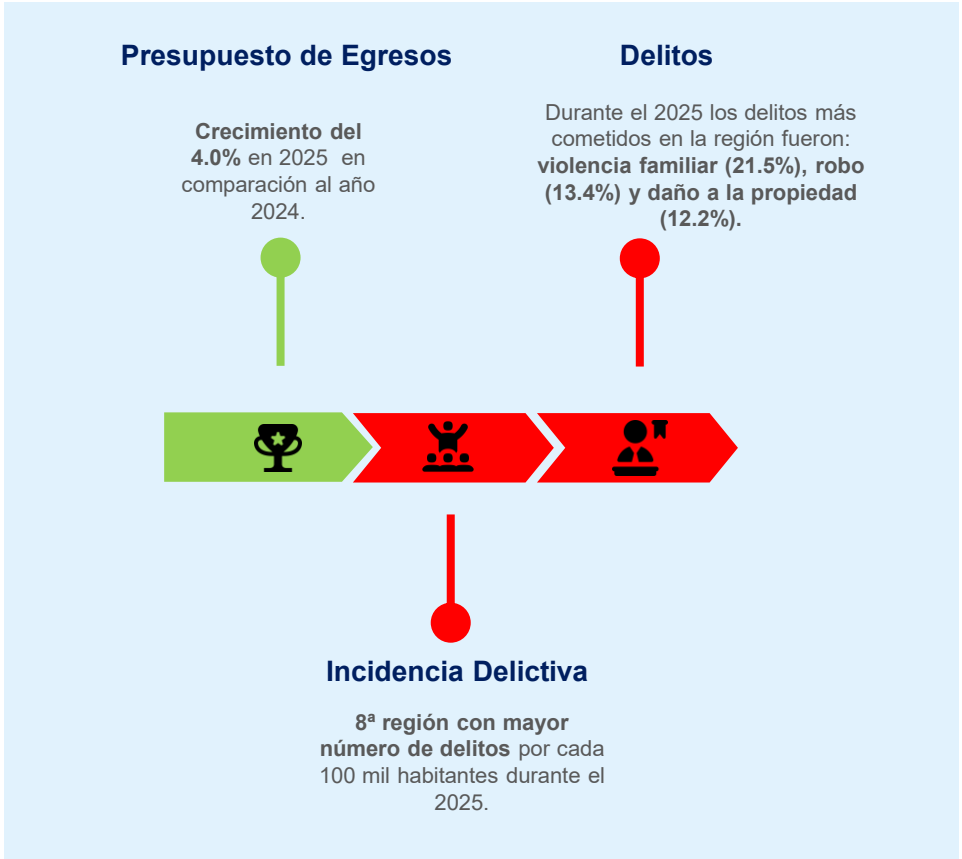 Presupuesto de Egresos
Crecimiento del
4.0% en 2025 en
comparación al año
2024.
Delitos
Durante el 2025 los delitos más
cometidos en la región fueron:
violencia familiar (21.5%), robo
(13.4%) y daño a la propiedad
(12.2%).
Incidencia Delictiva
8ª región con mayor
número de delitos por cada
100 mil habitantes durante el
2025.